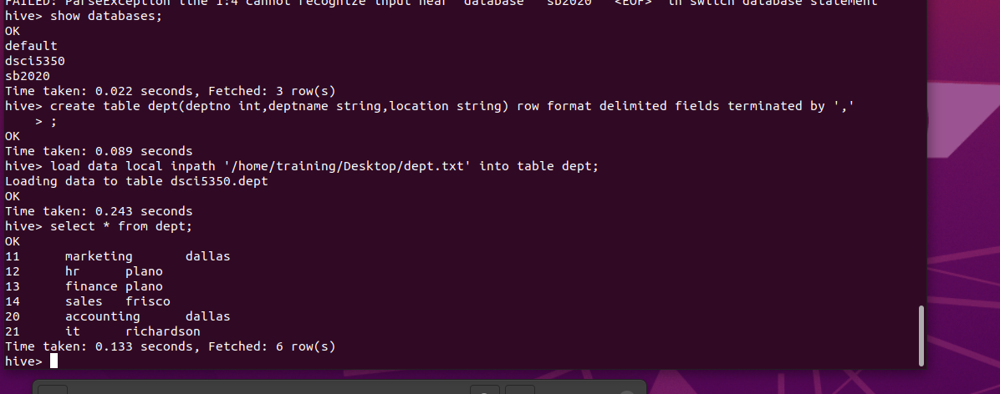 FAILED: ParseException line 1:4 cannot recognize input near 'database' 'sb2020' '<EOF>' in switch database statement
hive> show databases;
OK
default
dsci5350
sb2020
Time taken: 0.022 seconds, Fetched: 3 row(s)
hive> create table dept(deptno int,deptname string,location string) row format delimited fields terminated by ','
    > ;
OK
Time taken: 0.089 seconds
hive> load data local inpath '/home/training/Desktop/dept.txt' into table dept;
Loading data to table dsci5350.dept
OK
Time taken: 0.243 seconds
hive> select * from dept;
OK
11	marketing	dallas
12	hr	plano
13	finance	plano
14	sales	frisco
20	accounting	dallas
21	it	richardson
Time taken: 0.133 seconds, Fetched: 6 row(s)
hive>